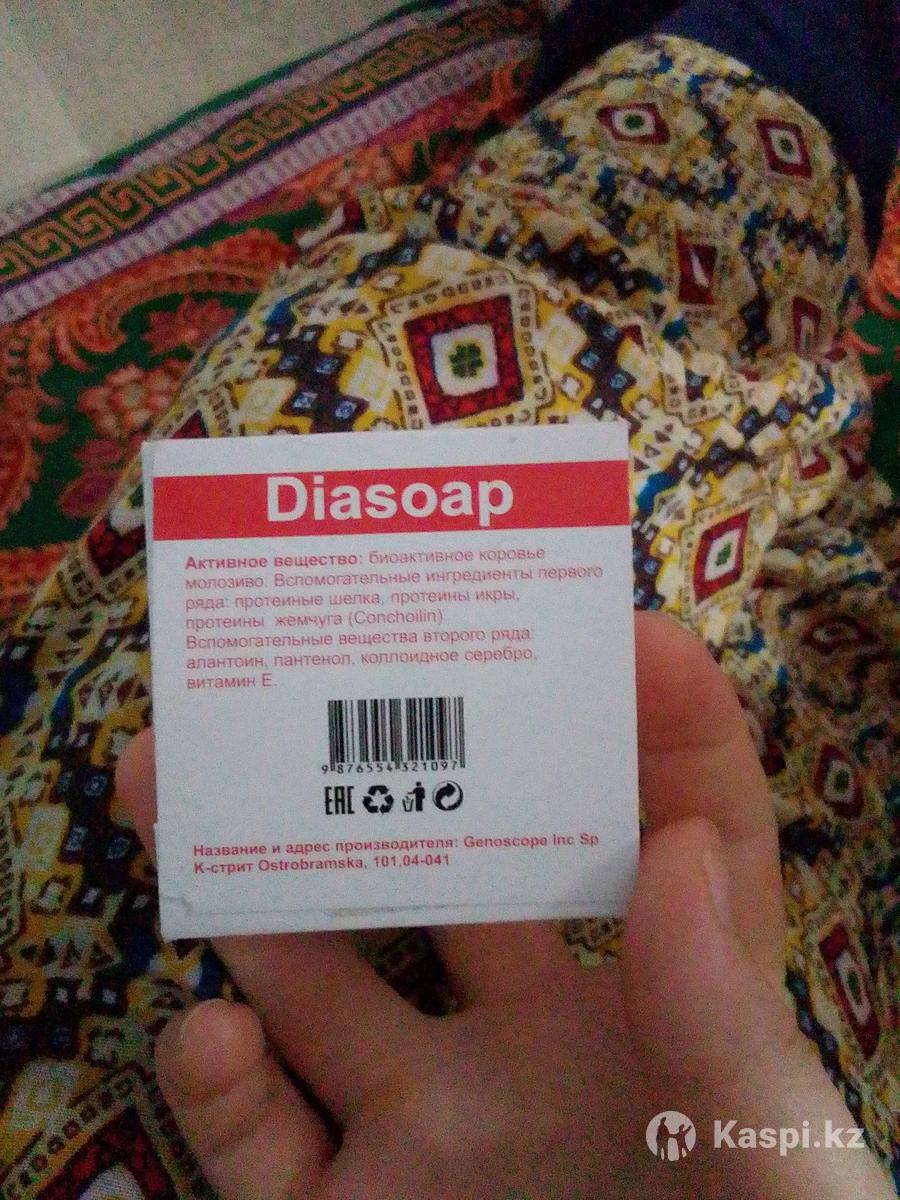 Diasoap
Активное вещество: биоактивное коровье
молозиво. Вспомогательные ингредиенты первого
ряда: протеиные шелка, протеины икры,
протеины жемчуга (Conchoilin)
Вспомогательные вещества второго ряда:
алантоин, пантенол, коллоидное серебро,
витамин Е.
9 876554 321097
EAC
Название и адрес производителя: Genoscope Inc Sp
К-стрит Ostrobramska, 101,04-041
Kaspi.kz